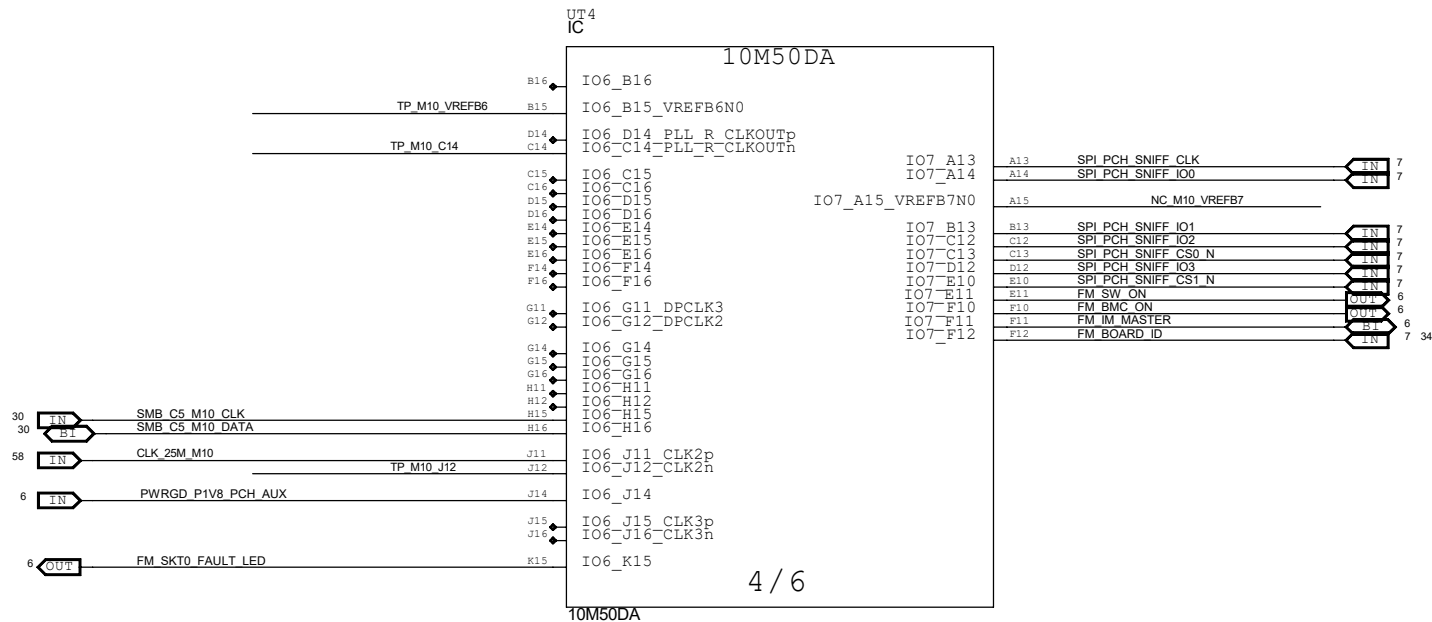 UT4
IC
10M50DA
B16 IO6_B16
TP_M10_VREFB6 B15 IO6_B15_VREFB6N0
D14 IO6_D14_PLL_R_CLKOUTp
TP_M10_C14 C14 IO6_C14_PLL_R_CLKOUTn
C15 IO6_C15
C16 IO6_C16
D15 IO6_D15
D16 IO6_D16
E14 IO6_E14
E15 IO6_E15
E16 IO6_E16
F14 IO6_F14
F16 IO6_F16
G11 IO6_G11_DPCLK3
G12 IO6_G12_DPCLK2
G14 IO6_G14
G15 IO6_G15
G16 IO6_G16
H11 IO6_H11
H12 IO6_H12
30 IN SMB_C5_M10_CLK H15 IO6_H15
30 BI SMB_C5_M10_DATA H16 IO6_H16
58 IN CLK_25M_M10 J11 IO6_J11_CLK2p
TP_M10_J12 J12 IO6_J12_CLK2n
6 IN PWRGD_P1V8_PCH_AUX J14 IO6_J14
J15 IO6_J15_CLK3p
J16 IO6_J16_CLK3n
6 OUT FM_SKT0_FAULT_LED K15 IO6_K15
IO7_A13 A13 SPI_PCH_SNIFF_CLK IN 7
IO7_A14 A14 SPI_PCH_SNIFF_IO0 IN 7
IO7_A15_VREFB7N0 A15 NC_M10_VREFB7
IO7_B13 B13 SPI_PCH_SNIFF_IO1 IN 7
IO7_C12 C12 SPI_PCH_SNIFF_IO2 IN 7
IO7_C13 C13 SPI_PCH_SNIFF_CS0_N IN 7
IO7_D12 D12 SPI_PCH_SNIFF_IO3 IN 7
IO7_E10 E10 SPI_PCH_SNIFF_CS1_N IN 7
IO7_E11 E11 FM_SW_ON OUT 6
IO7_F10 F10 FM_BMC_ON OUT 6
IO7_F11 F11 FM_IM_MASTER BI 6
IO7_F12 F12 FM_BOARD_ID IN 7 34
4/6
10M50DA